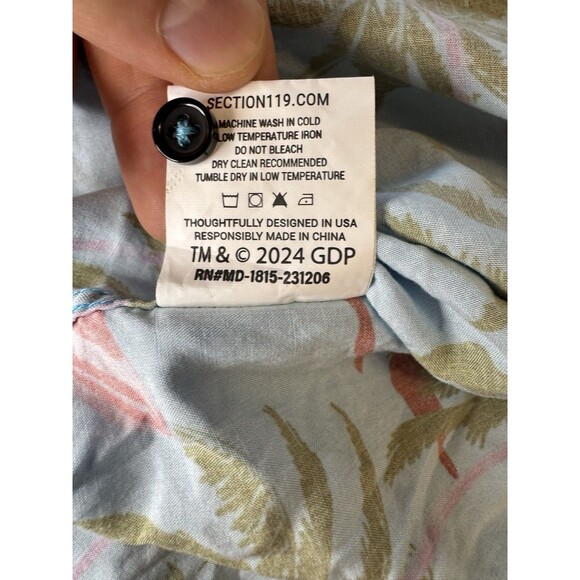 SECTION119.COM
MACHINE WASH IN COLD
LOW TEMPERATURE IRON
DO NOT BLEACH
DRY CLEAN RECOMMENDED
TUMBLE DRY IN LOW TEMPERATURE
THOUGHTFULLY DESIGNED IN USA
RESPONSIBLY MADE IN CHINA
TM & © 2024 GDP
RN#MD-1815-231206